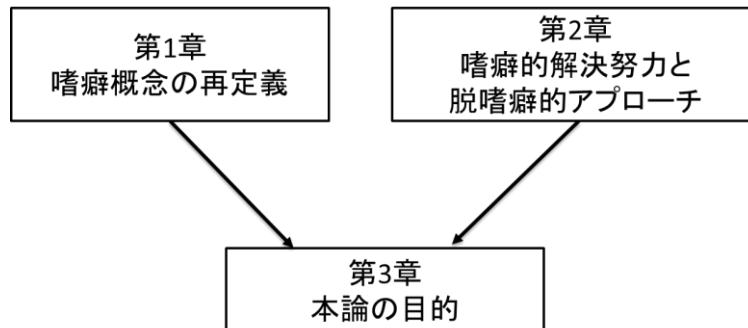 第1章
嗜癖概念の再定義
第2章
嗜癖的解決努力と
脱嗜癖的アプローチ
第3章
本論の目的